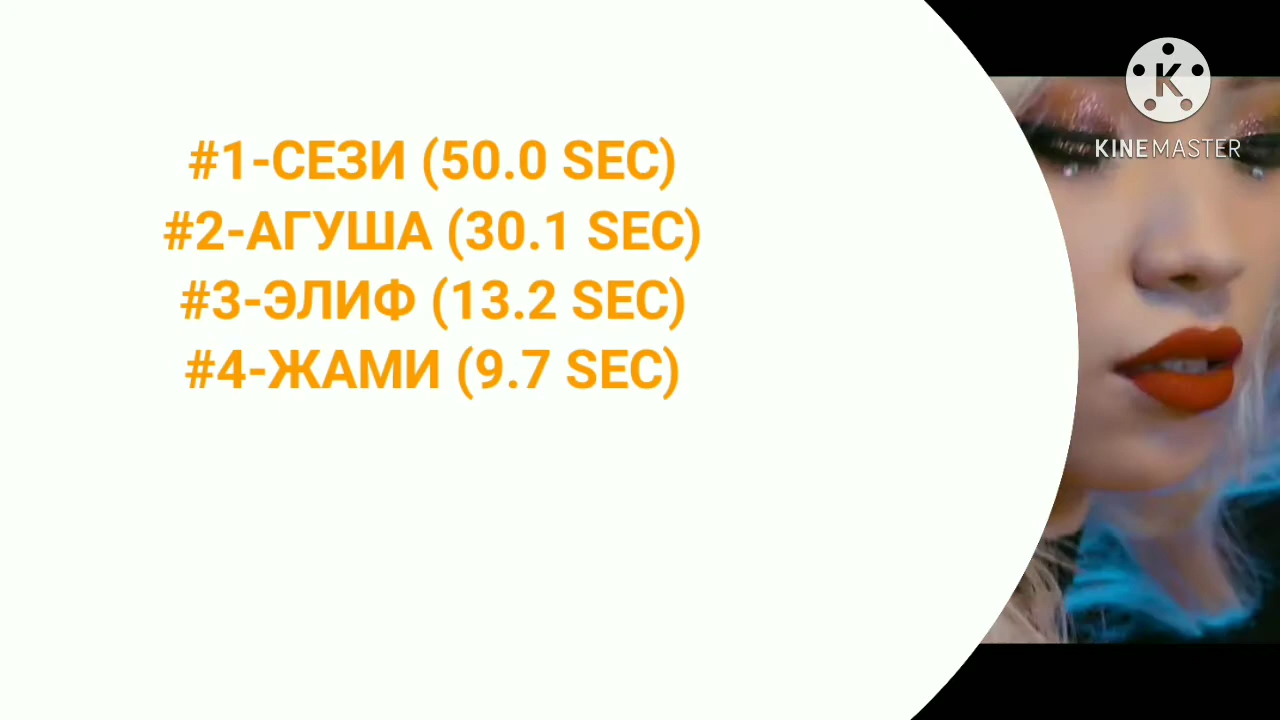 #1-СЕЗИ (50.0 SEC)
#2-АГУША (30.1 SEC)
#3-ЭЛИФ (13.2 SEC)
#4-ЖАМИ (9.7 SEC)
K
KINEMASTER